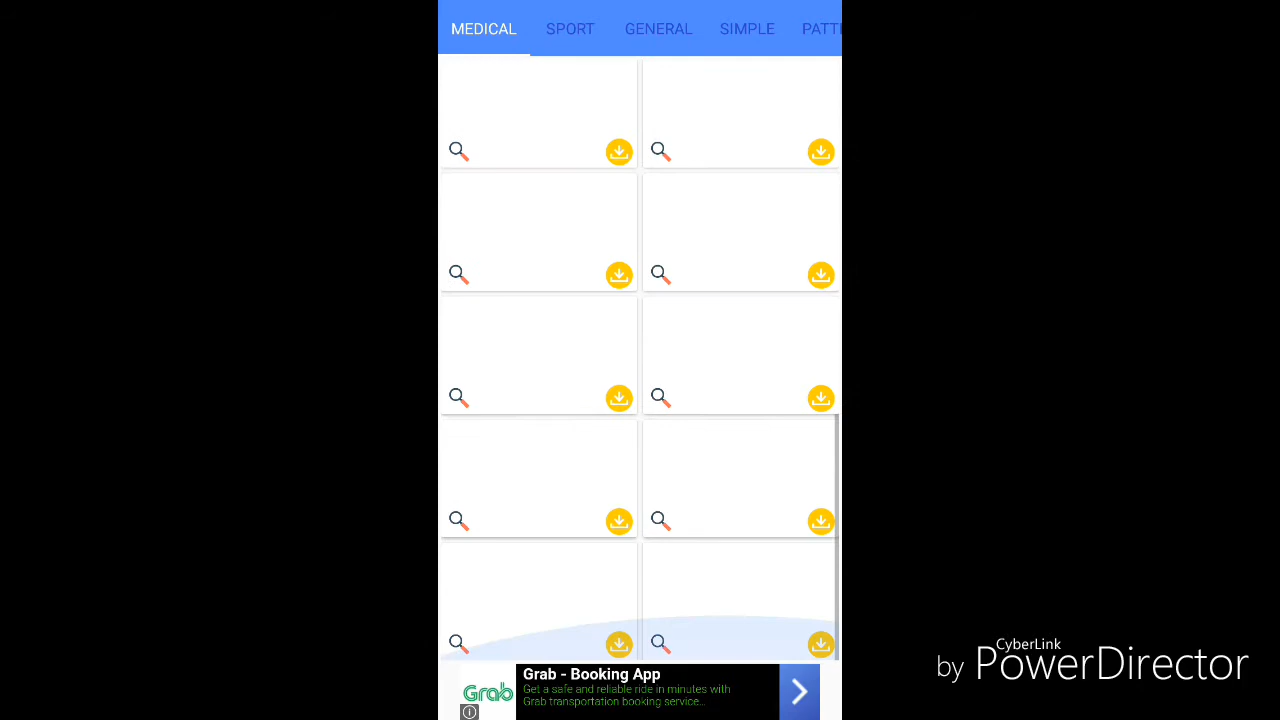 MEDICAL SPORT GENERAL SIMPLE PATT
Grab - Booking App
Get a safe and reliable ride in minutes with
Grab transportation booking service...
Grab
CyberLink
by PowerDirector